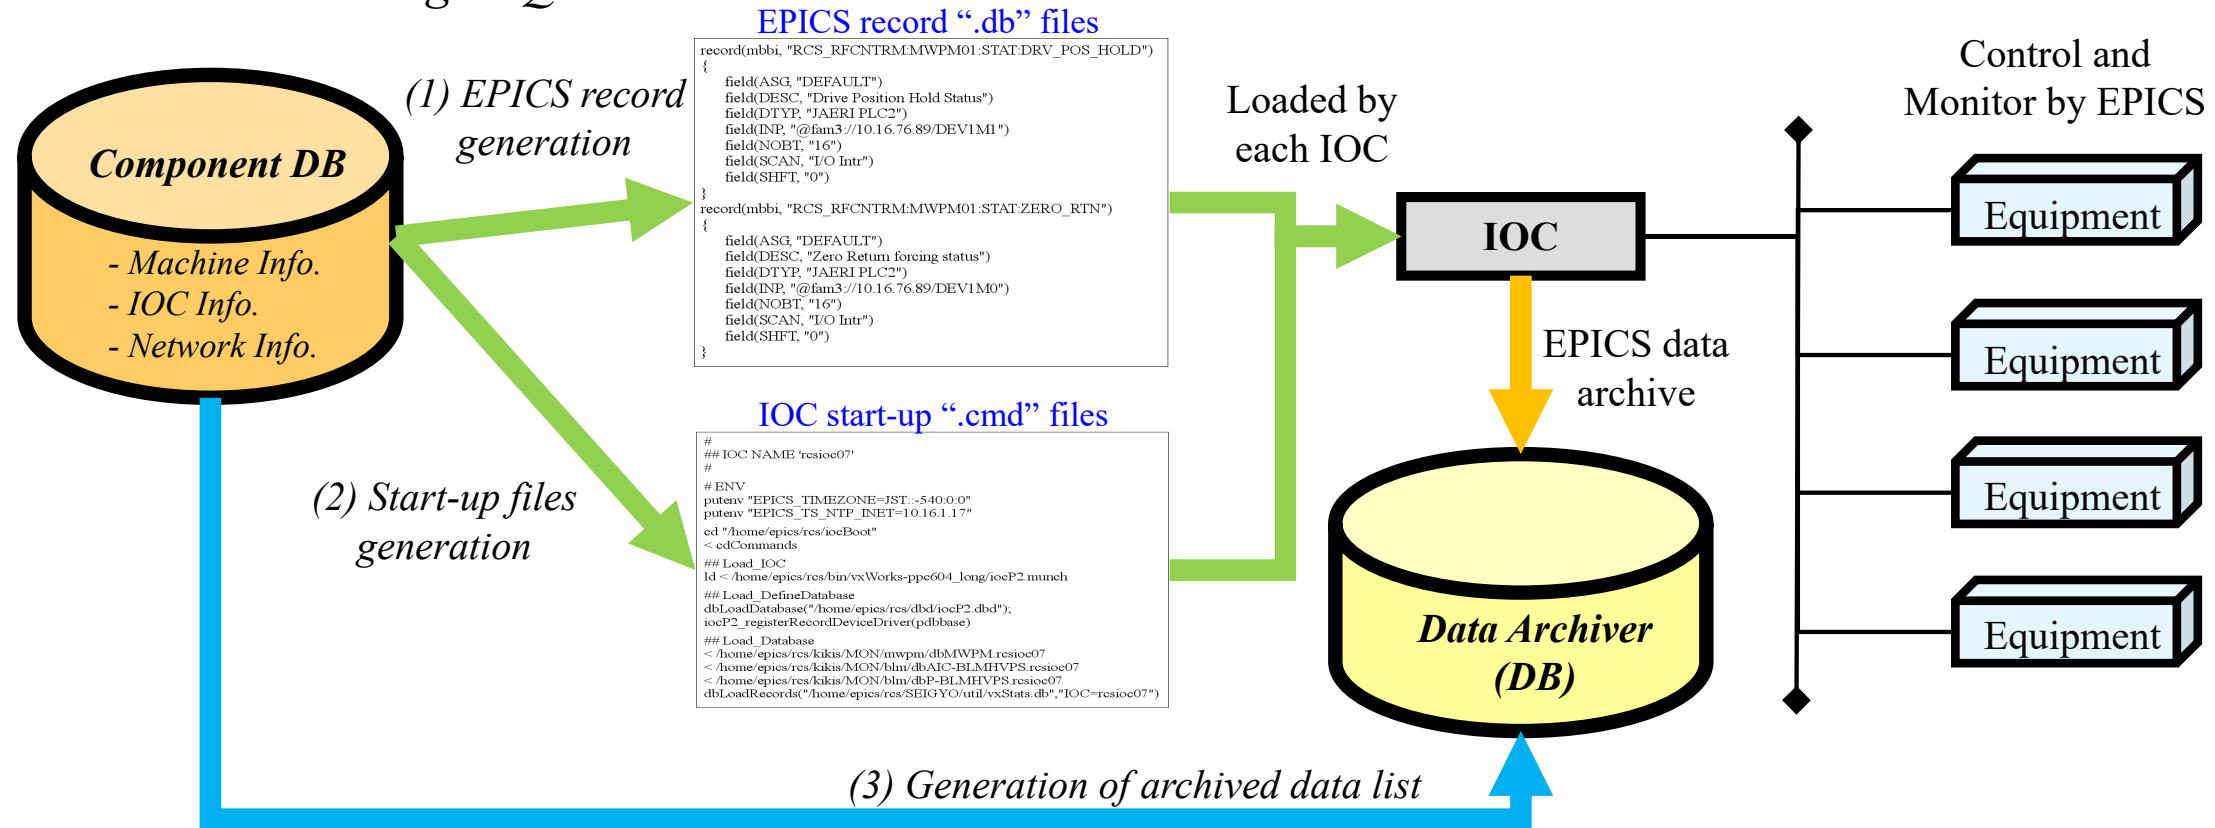 EPICS record “.db” files
record(mbbi, "RCS_RFCNTRM:MWPM01:STAT:DRV_POS_HOLD")
{
field(ASG, "DEFAULT")
field(DESC, "Drive Position Hold Status")
field(DTYP, "JAERI PLC2")
field(INP, "@fam3://10.16.76.89/DEV1M1")
field(NOBT, "16")
field(SCAN, "I/O Intr")
field(SHFT, "0")
}
record(mbbi, "RCS_RFCNTRM:MWPM01:STAT:ZERO_RTN")
{
field(ASG, "DEFAULT")
field(DESC, "Zero Return forcing status")
field(DTYP, "JAERI PLC2")
field(INP, "@fam3://10.16.76.89/DEV1M0")
field(NOBT, "16")
field(SCAN, "I/O Intr")
field(SHFT, "0")
}
(1) EPICS record
generation
Component DB
- Machine Info.
- IOC Info.
- Network Info.
Loaded by
each IOC
Control and
Monitor by EPICS
IOC
Equipment
Equipment
Equipment
Equipment
EPICS data
archive
IOC start-up “.cmd” files
#
## IOC NAME 'rcsioc07'
#
# ENV
putenv "EPICS_TIMEZONE=JST::-540:0:0"
putenv "EPICS_TS_NTP_INET=10.16.1.17"
cd "/home/epics/rcs/iocBoot"
< cdCommands
## Load_IOC
ld < /home/epics/rcs/bin/vxWorks-ppc604_long/iocP2.munch
## Load_DefineDatabase
dbLoadDatabase("/home/epics/rcs/dbd/iocP2.dbd");
iocP2_registerRecordDeviceDriver(pdbbase)
## Load_Database
< /home/epics/rcs/kikis/MON/mwpm/dbMWPM.rcsioc07
< /home/epics/rcs/kikis/MON/blm/dbAIC-BLMHVPS.rcsioc07
< /home/epics/rcs/kikis/MON/blm/dbP-BLMHVPS.rcsioc07
dbLoadRecords("/home/epics/rcs/SEIGYO/util/vxStats.db","IOC=rcsioc07")
(2) Start-up files
generation
Data Archiver
(DB)
(3) Generation of archived data list